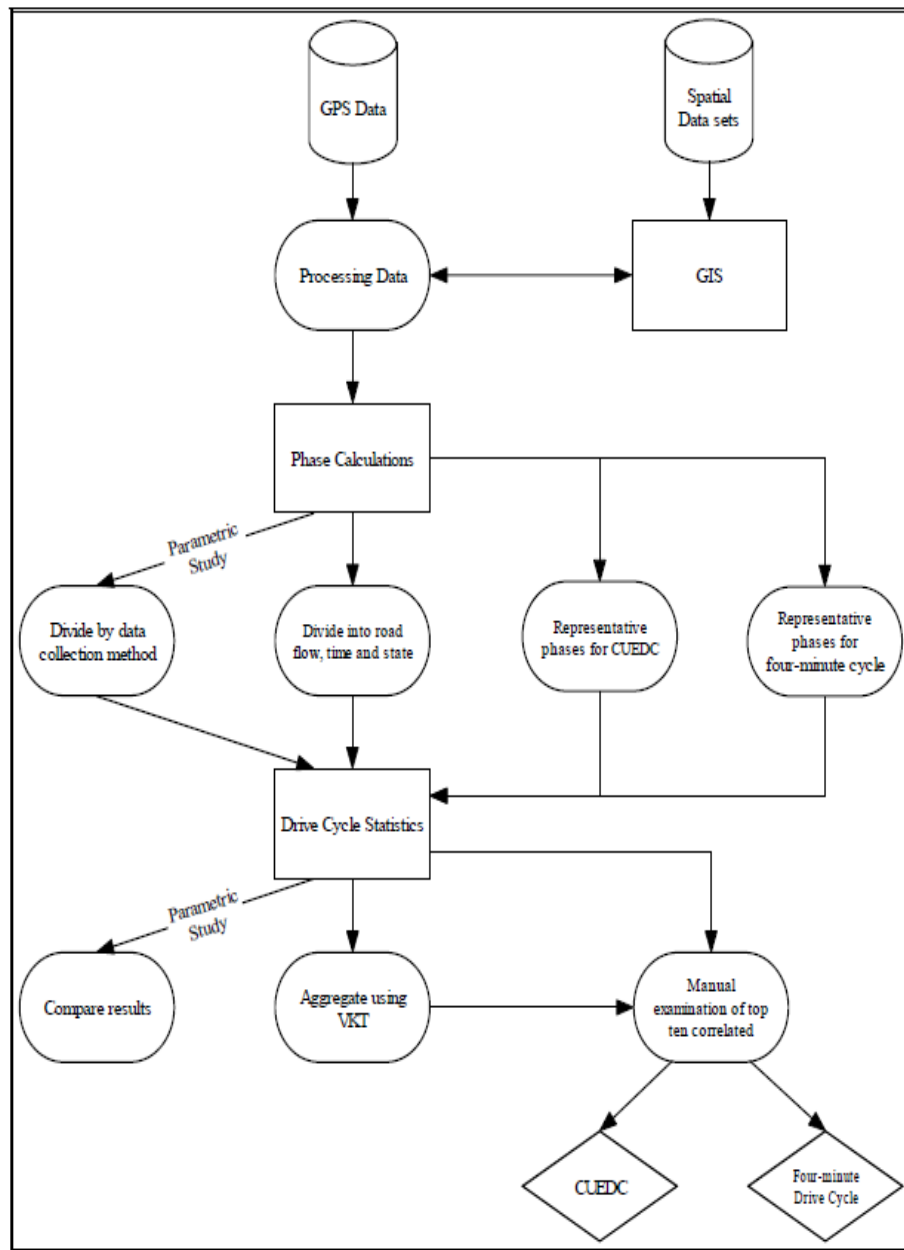 GPS Data
Spatial
Data sets
Processing Data
GIS
Phase Calculations
Parametric
Study
Divide by data
collection method
Divide into road
flow, time and state
Representative
phases for CUEDC
Representative
phases for
four-minute cycle
Drive Cycle Statistics
Parametric
Study
Compare results
Aggregate using
VKT
Manual
examination of top
ten correlated
CUEDC
Four-minute
Drive Cycle